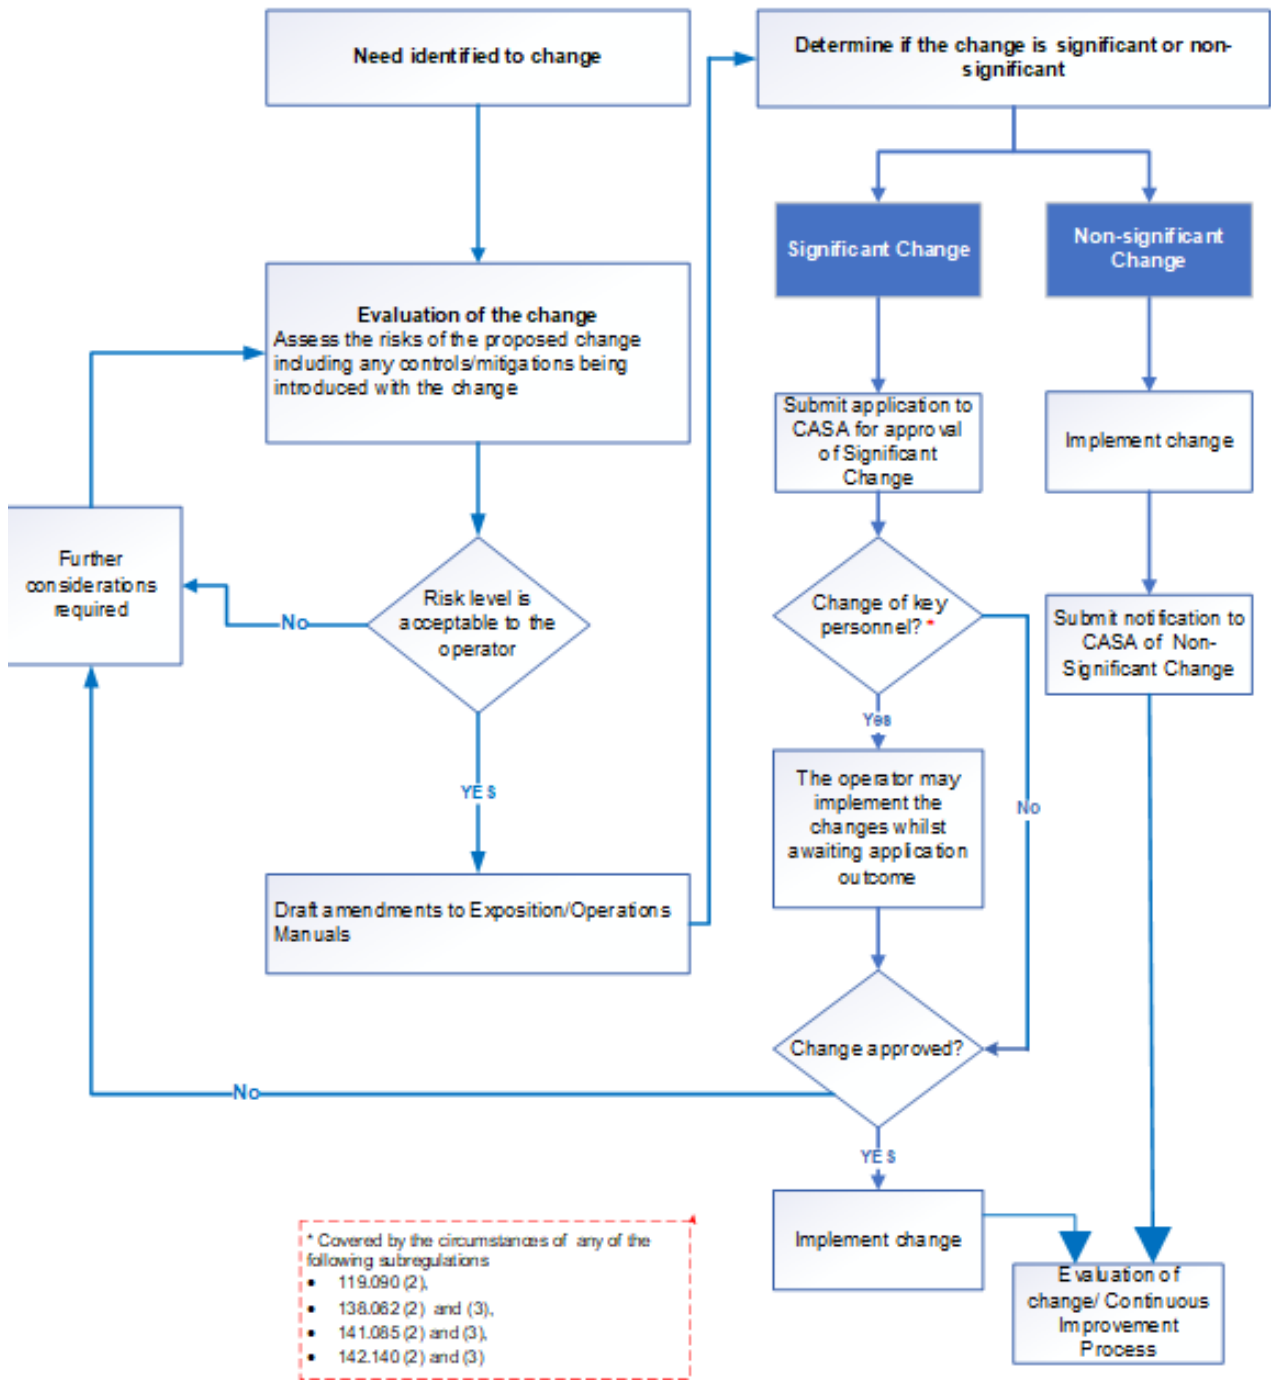 Need identified to change
Determine if the change is significant or non-
significant
Significant Change
Non-significant
Change
Evaluation of the change
Assess the risks of the proposed change
including any controls/mitigations being
introduced with the change
Submit application to
CASA for approval
of Significant
Change
Implement change
Further
considerations
required
Risk level is
acceptable to the
operator
No
Change of key
personnel? *
Submit notification to
CASA of Non-
Significant Change
Yes
YES
The operator may
implement the
changes whilst
awaiting application
outcome
No
Draft amendments to Exposition/Operations
Manuals
Change approved?
No
YES
Implement change
* Covered by the circumstances of any of the
following subregulations
• 119.090 (2),
• 138.062 (2) and (3),
• 141.085 (2) and (3),
• 142.140 (2) and (3)
Evaluation of
change/ Continuous
Improvement
Process